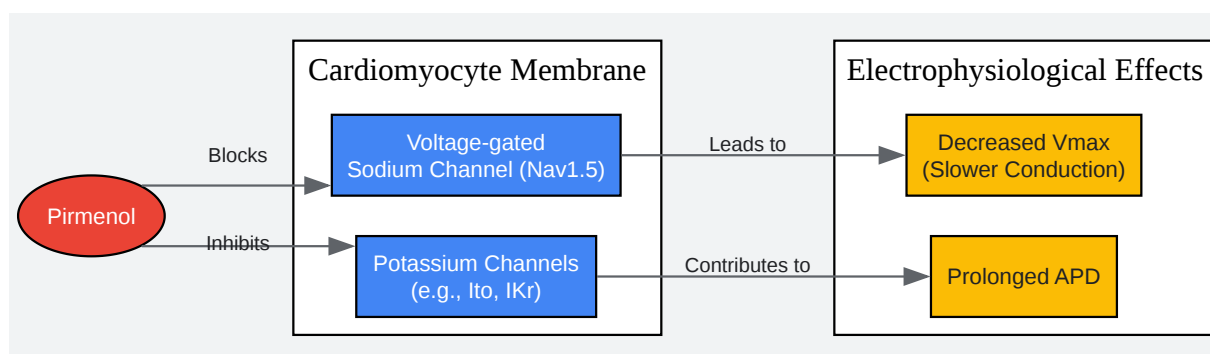 Cardiomyocyte Membrane
Electrophysiological Effects
Blocks
Voltage-gated
Sodium Channel (Nav1.5)
Leads to
Decreased Vmax
(Slower Conduction)
Pirmenol
Inhibits
Potassium Channels
(e.g., Ito, IKr)
Contributes to
Prolonged APD